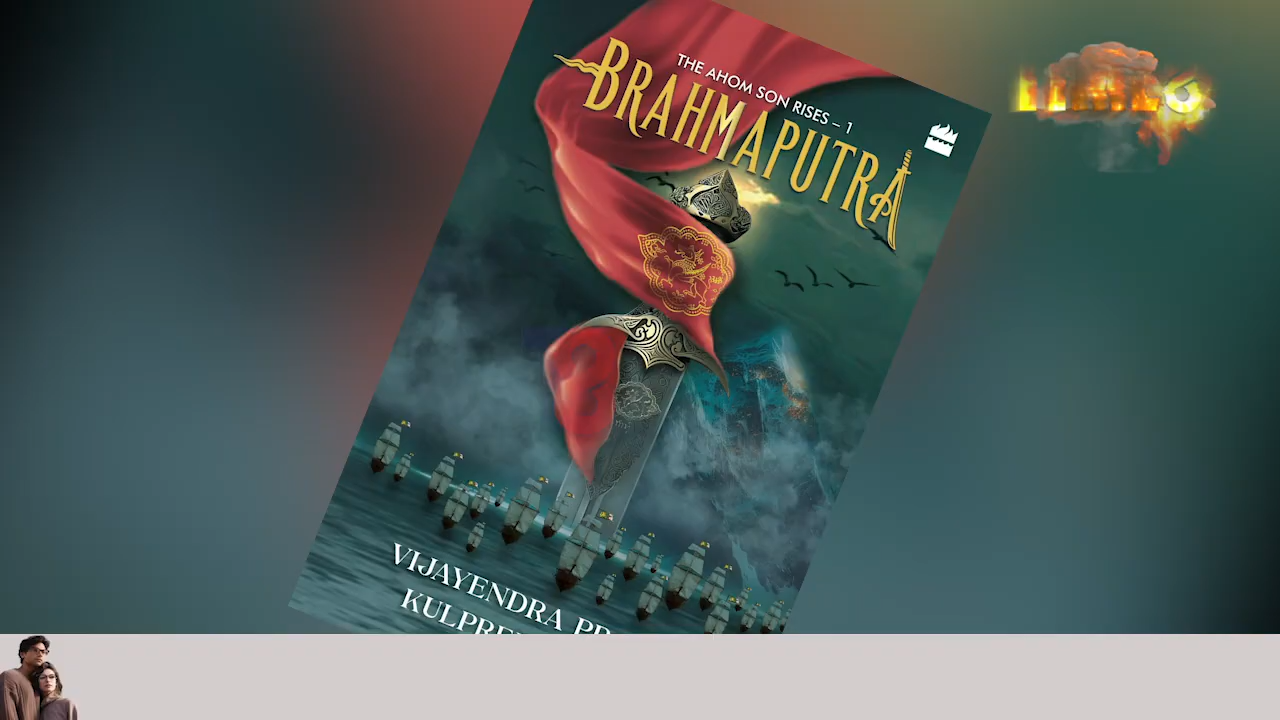 THE AHOM SON RISES – 1
BRAHMAPUTRA
VIJAYENDRA